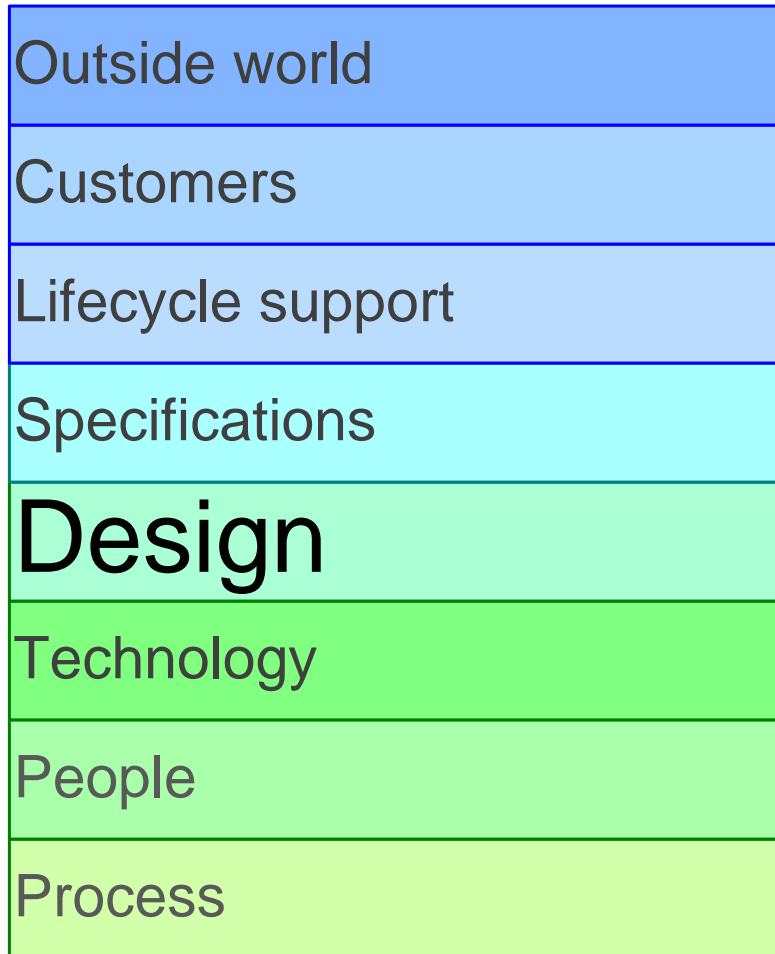 Outside world
Customers
Lifecycle support
Specifications
Design
Technology
People
Process